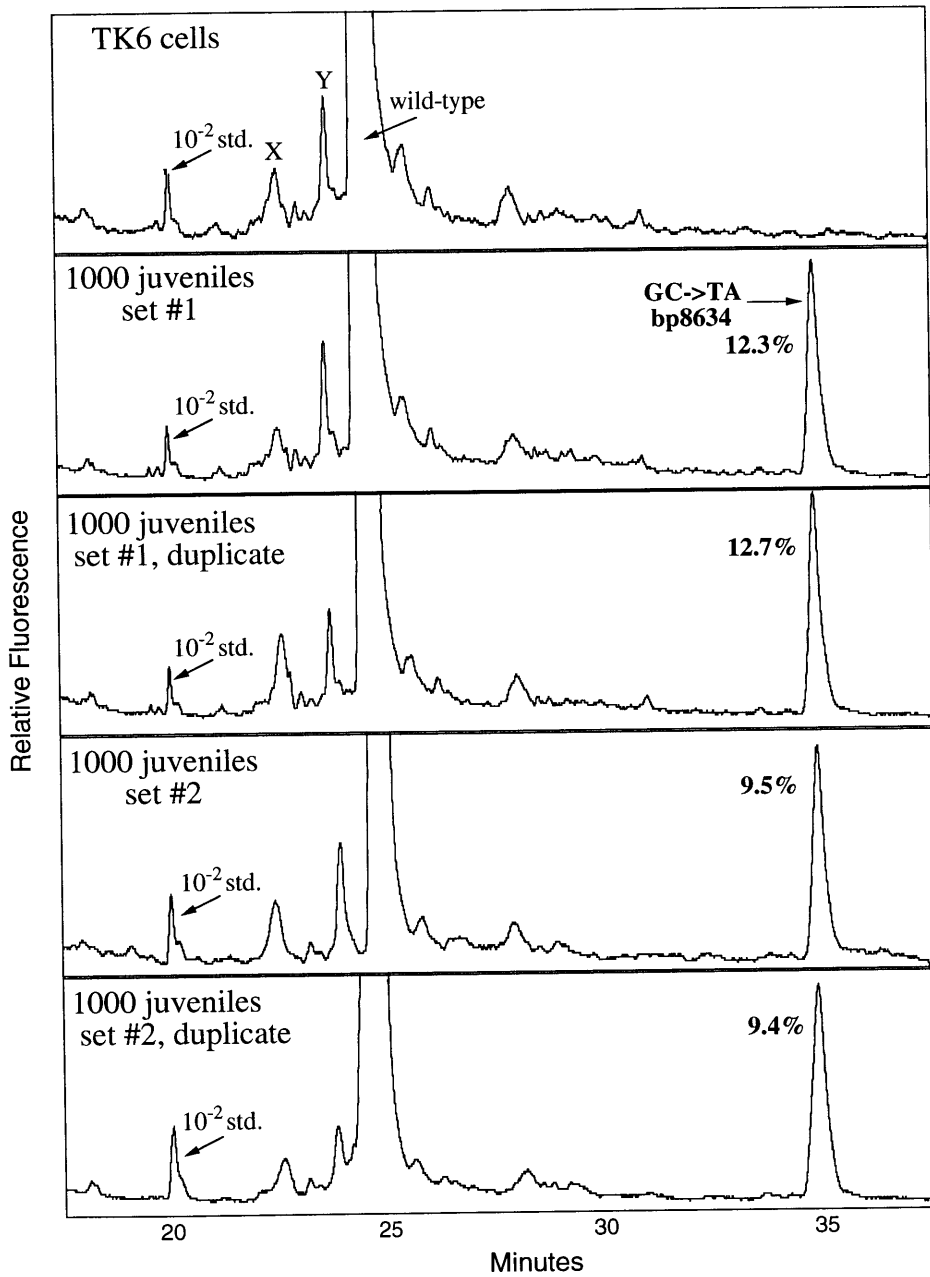 TK6 cells
10⁻² std.
X
Y
wild-type
1000 juveniles
set #1
10⁻² std.
GC->TA
bp8634
12.3%
1000 juveniles
set #1, duplicate
10⁻² std.
12.7%
1000 juveniles
set #2
10⁻² std.
9.5%
1000 juveniles
set #2, duplicate
10⁻² std.
9.4%
Relative Fluorescence
20
25
30
35
Minutes